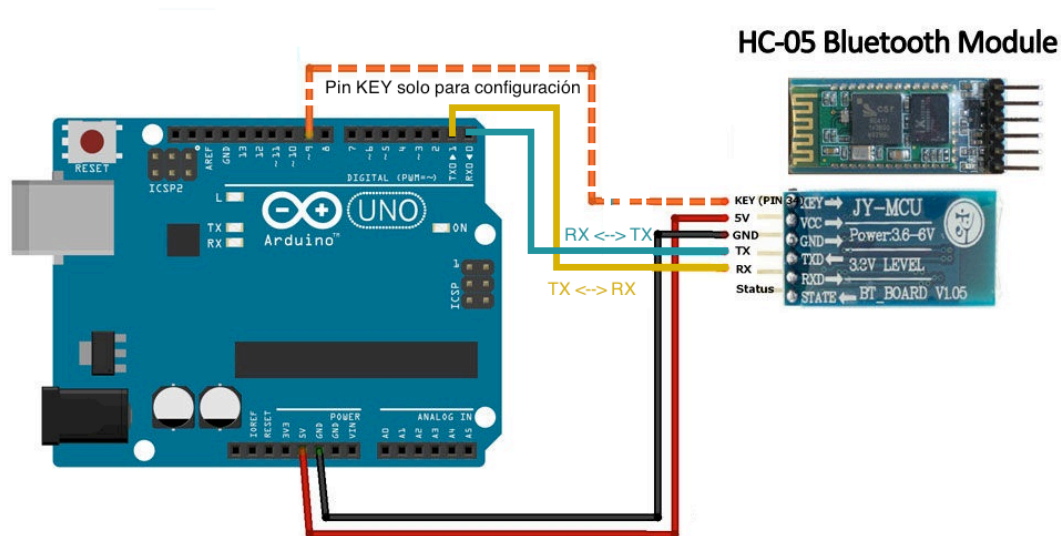 HC-05 Bluetooth Module
Pin KEY solo para configuración
RESET
ICSP2
AREF
GND
13
12
~11
~10
~9
8
7
~6
~5
4
~3
2
TX0▶1
RX0◀0
DIGITAL (PWM=~)
L
TX
RX
UNO
Arduino™
ON
1
ICSP
RX <--> TX
TX <--> RX
KEY (PIN 34)
5V
GND
TX
RX
Status
KEY→ JY-MCU
VCC→
GND→ Power:3.6-6V
TXD←
RXD→ 3.3V LEVEL
STATE← BT_BOARD V1.05
csr
POWER
ANALOG IN
IOREF
RESET
3V3
5V
GND
GND
VIN
A0
A1
A2
A3
A4
A5